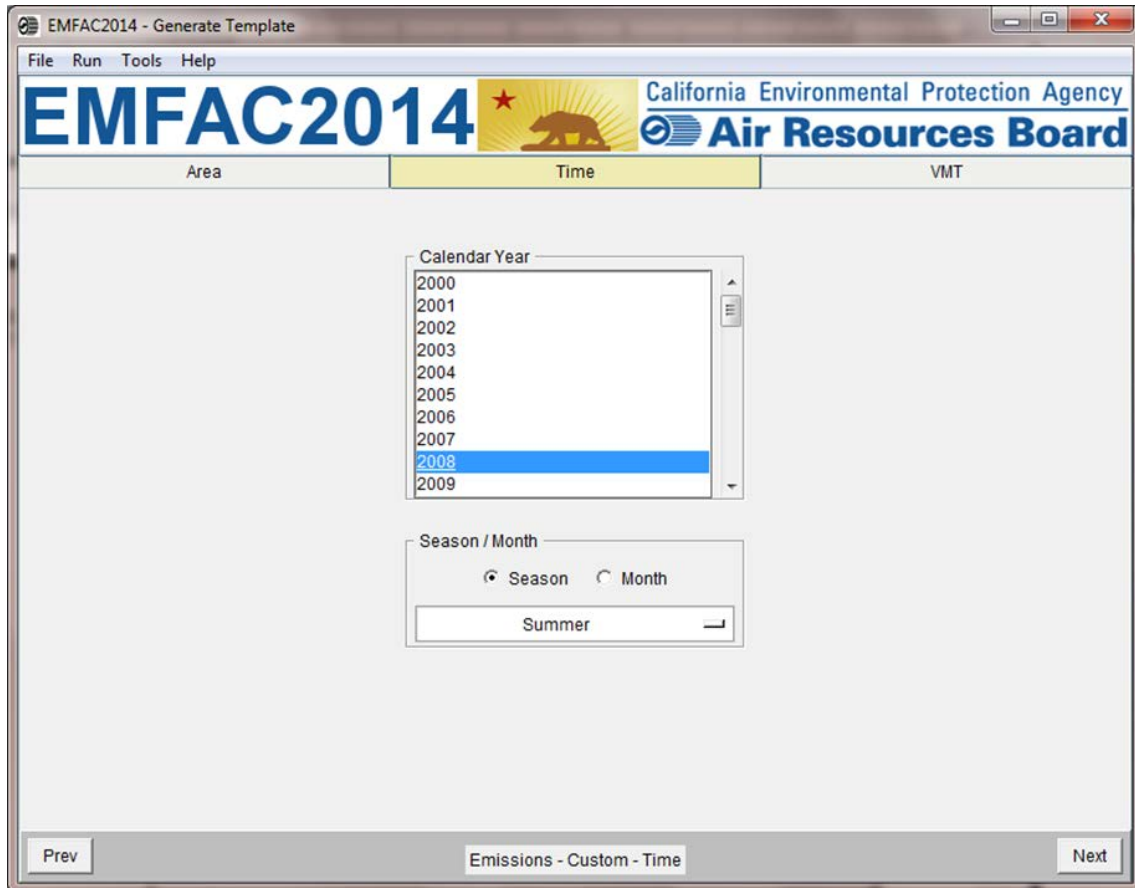 EMFAC2014 - Generate Template
File Run Tools Help
EMFAC2014
California Environmental Protection Agency
Air Resources Board
Area
Time
VMT
Calendar Year
2000
2001
2002
2003
2004
2005
2006
2007
2008
2009
Season / Month
Season Month
Summer
Prev
Emissions - Custom - Time
Next